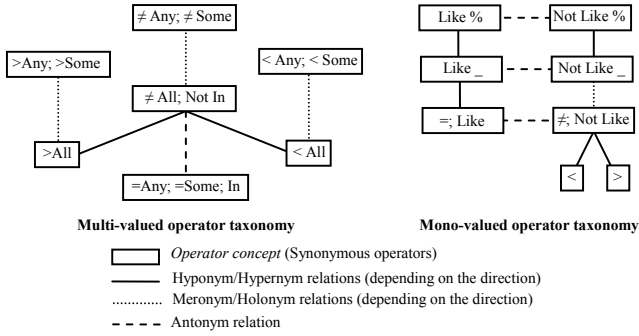 ≠ Any; ≠ Some
>Any; >Some
< Any; < Some
≠ All; Not In
>All
< All
=Any; =Some; In
Multi-valued operator taxonomy
Like %
Not Like %
Like _
Not Like _
=; Like
≠; Not Like
<
>
Mono-valued operator taxonomy
Operator concept (Synonymous operators)
Hyponym/Hypernym relations (depending on the direction)
Meronym/Holonym relations (depending on the direction)
Antonym relation